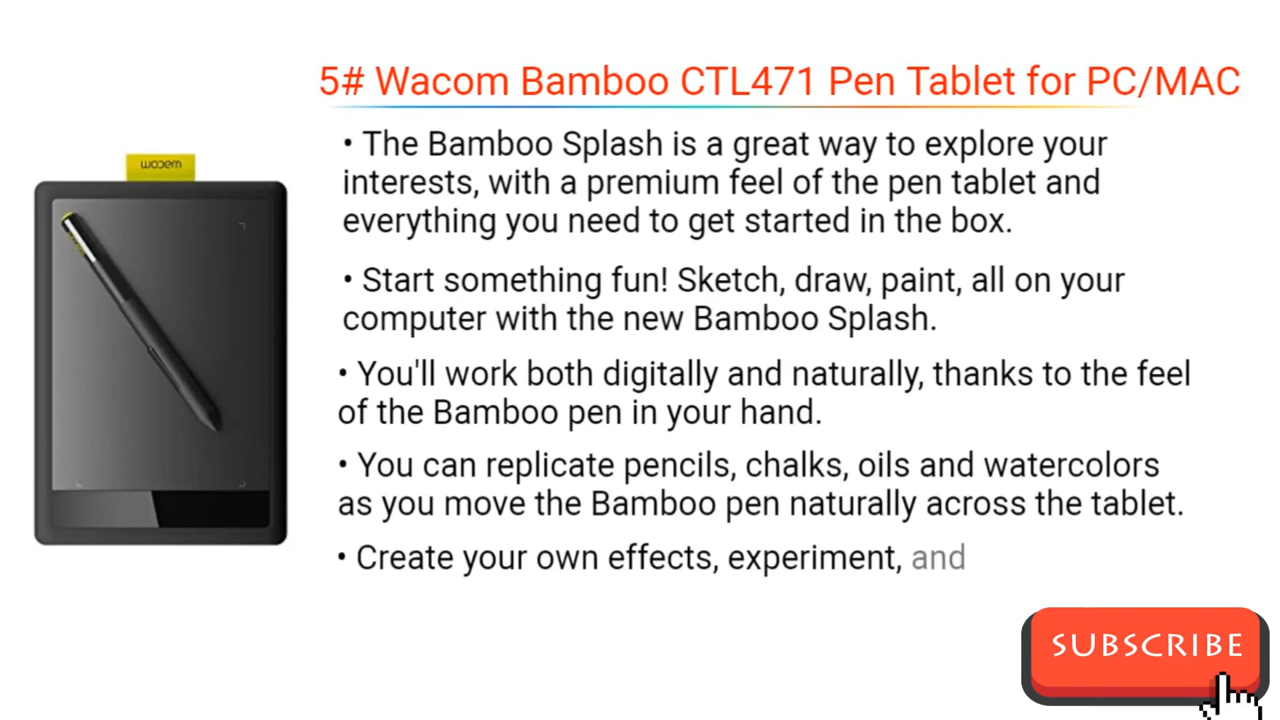 5# Wacom Bamboo CTL471 Pen Tablet for PC/MAC
wacom
• The Bamboo Splash is a great way to explore your
interests, with a premium feel of the pen tablet and
everything you need to get started in the box.
• Start something fun! Sketch, draw, paint, all on your
computer with the new Bamboo Splash.
• You'll work both digitally and naturally, thanks to the feel
of the Bamboo pen in your hand.
• You can replicate pencils, chalks, oils and watercolors
as you move the Bamboo pen naturally across the tablet.
• Create your own effects, experiment, and
SUBSCRIBE